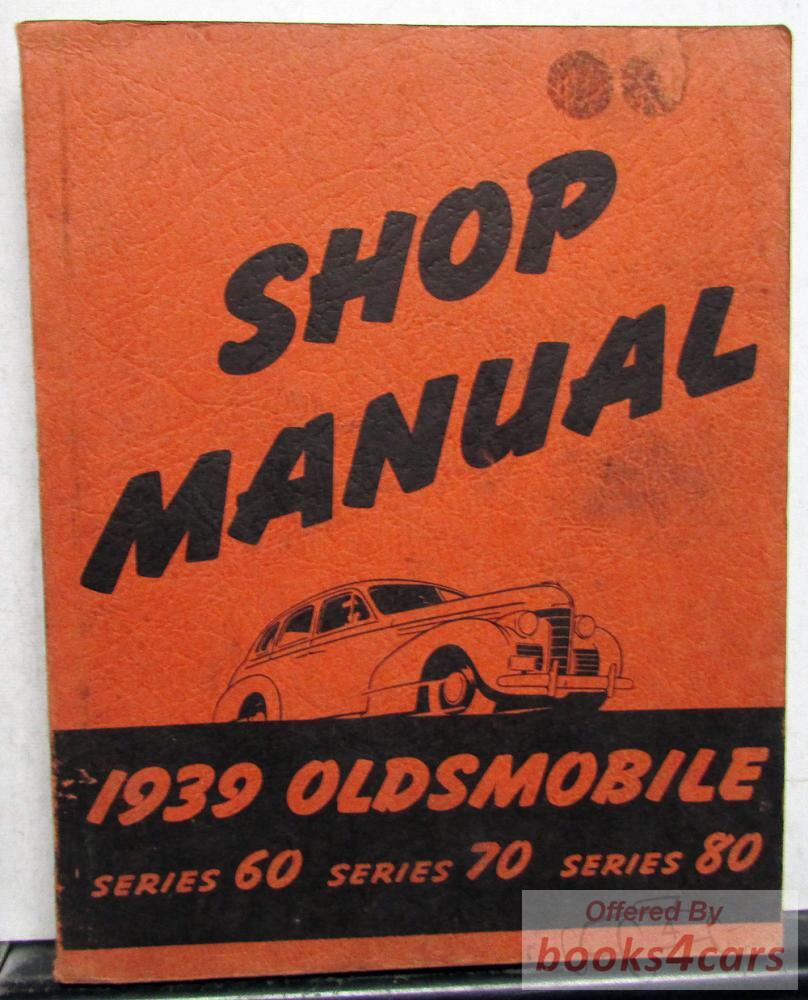 SHOP
MANUAL
1939 OLDSMOBILE
SERIES 60 SERIES 70 SERIES 80
Offered By
books4cars